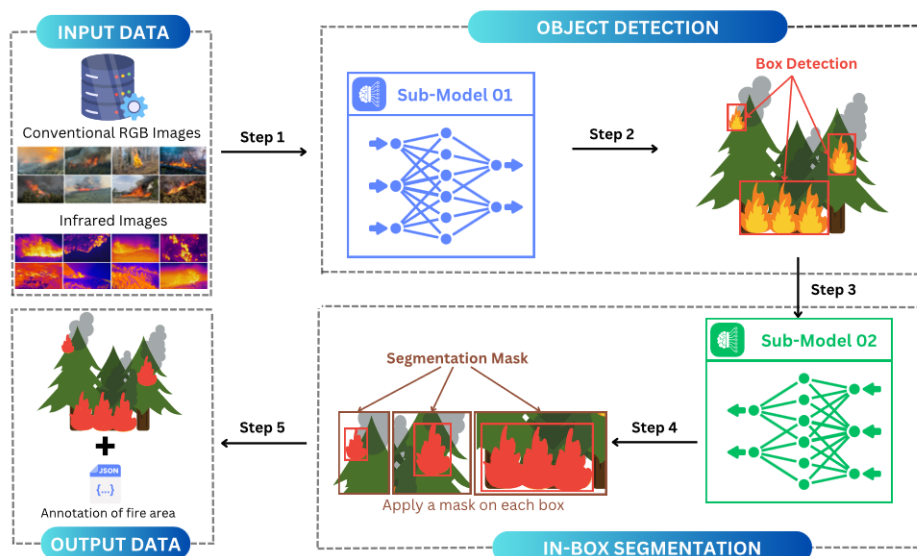 INPUT DATA
Conventional RGB Images
Infrared Images
Step 1
OBJECT DETECTION
Sub-Model 01
Step 2
Box Detection
Step 3
Sub-Model 02
Step 4
Segmentation Mask
Apply a mask on each box
IN-BOX SEGMENTATION
Step 5
+
JSON
{...}
Annotation of fire area
OUTPUT DATA